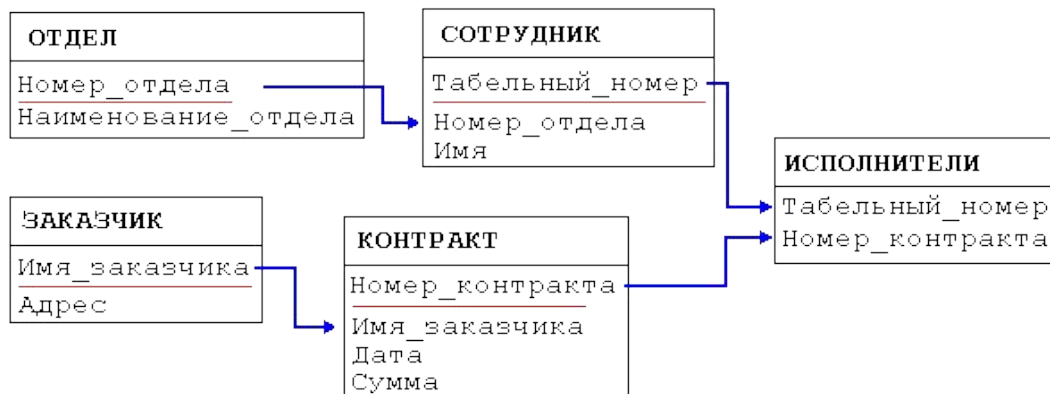 ОТДЕЛ
Номер_отдела
Наименование_отдела
СОТРУДНИК
Табельный_номер
Номер_отдела
Имя
ИСПОЛНИТЕЛИ
Табельный_номер
Номер_контракта
ЗАКАЗЧИК
Имя_заказчика
Адрес
КОНТРАКТ
Номер_контракта
Имя_заказчика
Дата
Сумма